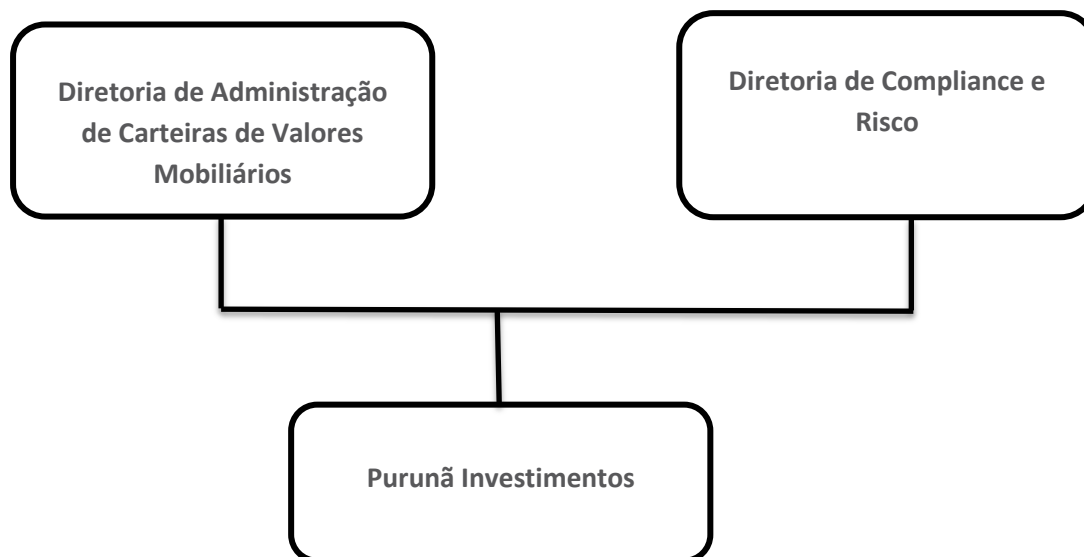 Diretoria de Administração
de Carteiras de Valores
Mobiliários
Diretoria de Compliance e
Risco
Purunã Investimentos